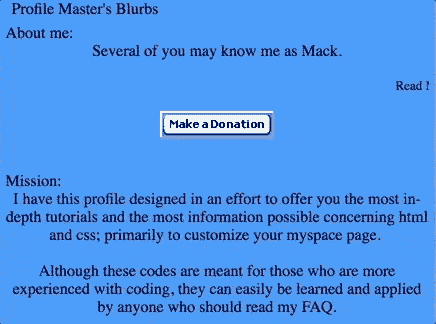 Profile Master's Blurbs
About me:
Several of you may know me as Mack.
Read ?
Make a Donation
Mission:
I have this profile designed in an effort to offer you the most in-
depth tutorials and the most information possible concerning html
and css; primarily to customize your myspace page.
Although these codes are meant for those who are more
experienced with coding, they can easily be learned and applied
by anyone who should read my FAQ.